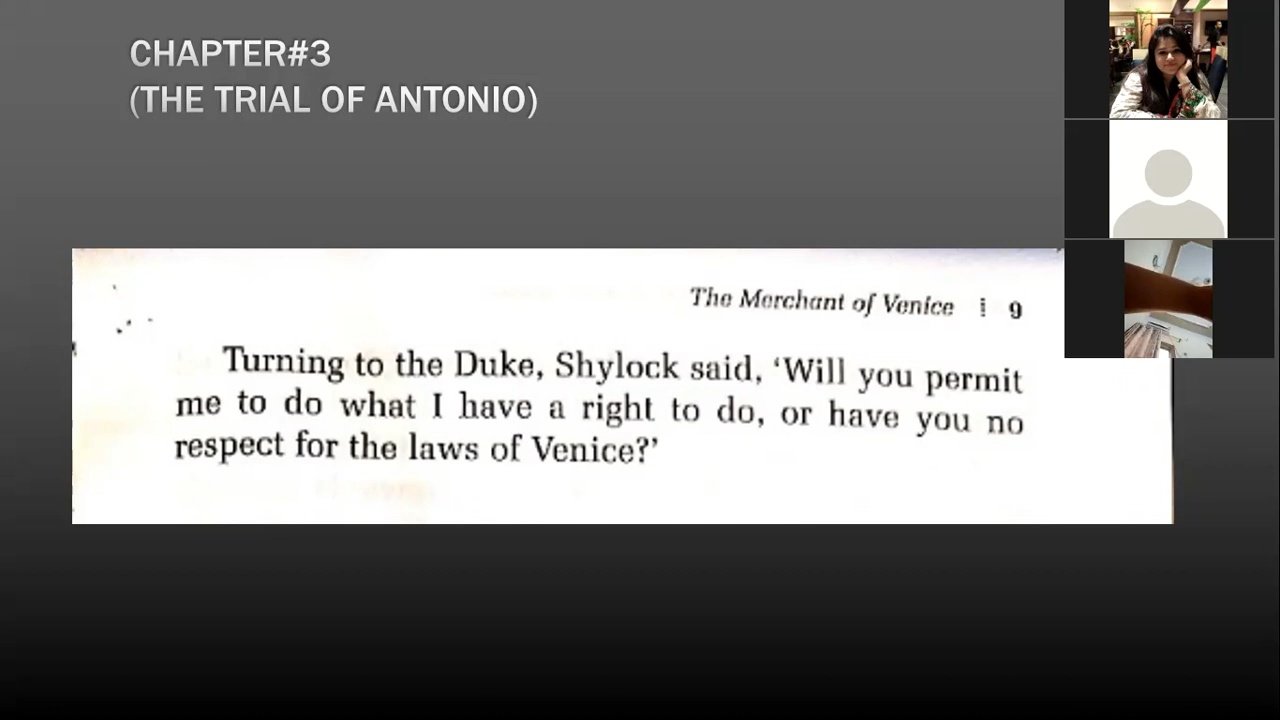 CHAPTER#3
(THE TRIAL OF ANTONIO)
The Merchant of Venice ⁞ 9
Turning to the Duke, Shylock said, ‘Will you permit
me to do what I have a right to do, or have you no
respect for the laws of Venice?’